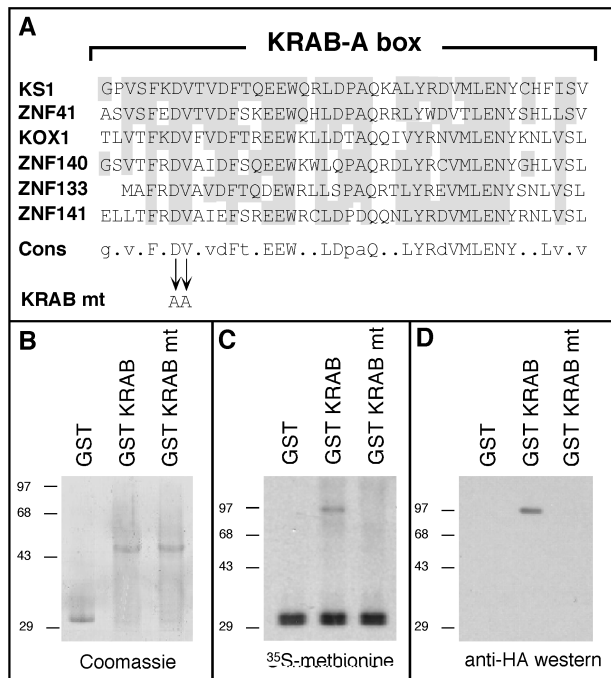 A
KRAB-A box
KS1 GPVSFKDVTVDFTQEEWQRLDPAQKALYRDVMLENYCHFISV
ZNF41 ASVSFEDVTVDFSKEEWQHLDPAQRRLYWDVTLENYSHLLSV
KOX1 TLVTFKDVFVDFTREEWKLLDTAQQIVYRNVMLENYKNLVSL
ZNF140 GSVTFRDVAIDFSQEEWKWLQPAQRDLYRCVMLENYGHLVSL
ZNF133 MAFRDVAVDFTQDEWRLLSPAQRTLYREVMLENYSNLVSL
ZNF141 ELLTFRDVAIEFSREEWRCLDPDQQNLYRDVMLENYRNLVSL
Cons g.v.F.DV.vdFt.EEW..LDpaQ..LYRdVMLENY..Lv.v
KRAB mt AA
B
GST
GST KRAB
GST KRAB mt
97
68
43
29
Coomassie
C
GST
GST KRAB
GST KRAB mt
97
68
43
29
35S-metbionine
D
GST
GST KRAB
GST KRAB mt
97
68
43
29
anti-HA western